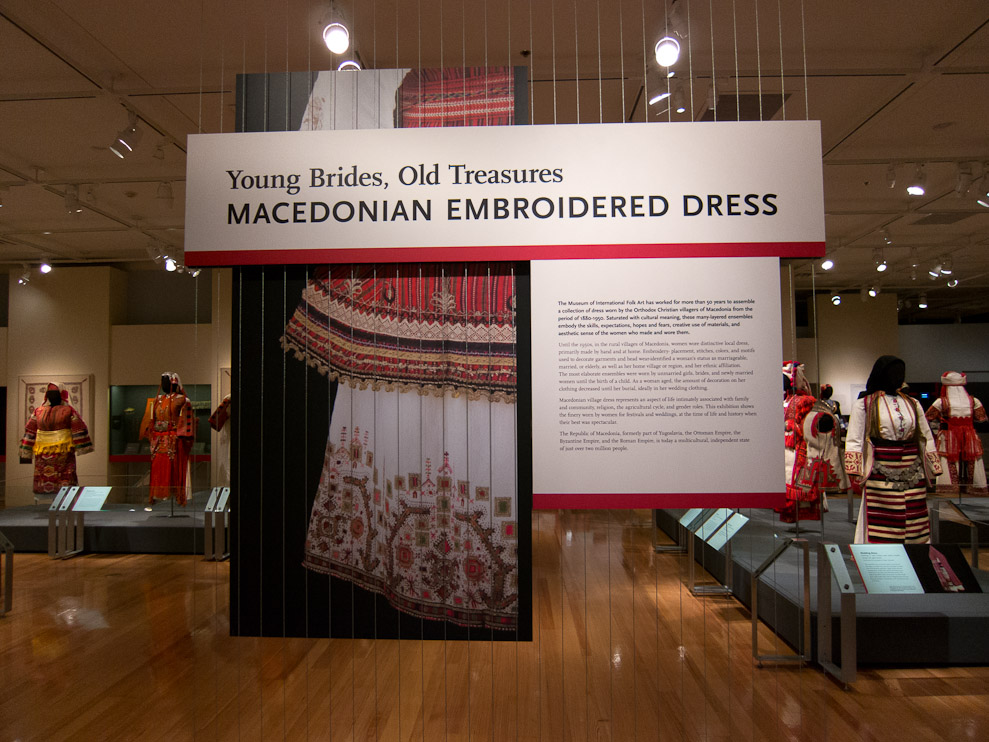 Young Brides, Old Treasures
MACEDONIAN EMBROIDERED DRESS
The Museum of International Folk Art has worked for more than 50 years to assemble
a collection of dress worn by the Orthodox Christian villagers of Macedonia from the
period of 1880-1950. Saturated with cultural meaning, these many-layered ensembles
embody the skills, expectations, hopes and fears, creative use of materials, and
aesthetic sense of the women who made and wore them.
Until the 1950s, in the rural villages of Macedonia, women wore distinctive local dress,
primarily made by hand and at home. Embroidery placement, stitches, colors, and motifs
used to decorate garments and head wear identified a woman's status as marriageable,
married, or elderly, as well as her home village or region, and her ethnic affiliation.
The most elaborate ensembles were worn by unmarried girls, brides, and newly married
women until the birth of a child. As a woman aged, the amount of decoration on her
clothing decreased until her burial, ideally in her wedding clothing.
Macedonian village dress represents an aspect of life intimately associated with family
and community, religion, the agricultural cycle, and gender roles. This exhibition shows
the finery worn by women for festivals and weddings, at the time of life and history when
their best was spectacular.
The Republic of Macedonia, formerly part of Yugoslavia, the Ottoman Empire, the
Byzantine Empire, and the Roman Empire, is today a multicultural, independent state
of just over two million people.